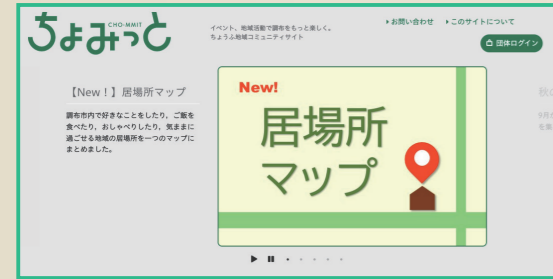 ちょみっと
CHO-MMIT
イベント、地域活動で調布をもっと楽しく。
ちょうふ地域コミュニティサイト
お問い合わせ
このサイトについて
団体ログイン
【New！】居場所マップ
調布市内で好きなことをしたり、ご飯を
食べたり、おしゃべりしたり、気ままに
過ごせる地域の居場所を一つのマップに
まとめました。
New!
居場所
マップ
秋の
9月
を集